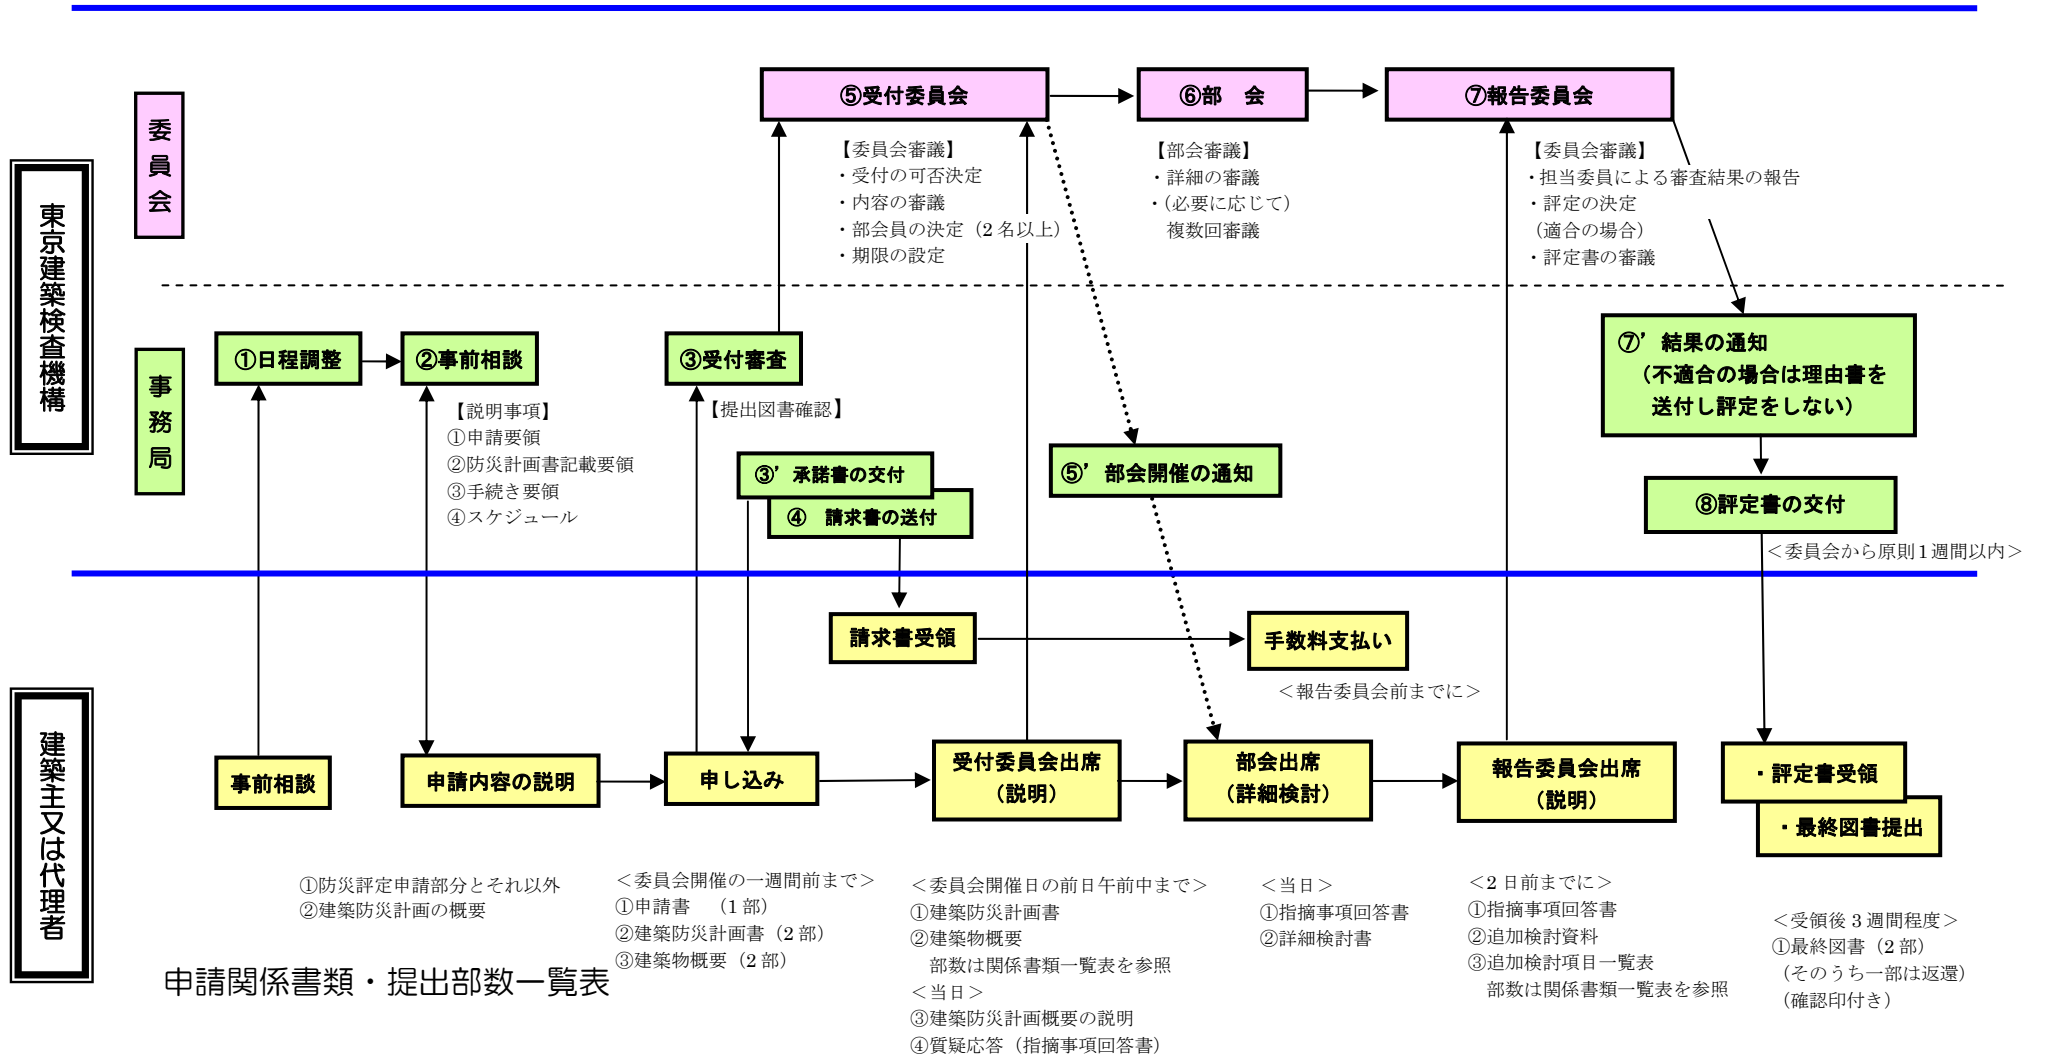 東京建築検査機構
委員会
⑤受付委員会
⑥部　会
⑦報告委員会
【委員会審議】
・受付の可否決定
・内容の審議
・部会員の決定（2 名以上）
・期限の設定
【部会審議】
・詳細の審議
・（必要に応じて）
複数回審議
【委員会審議】
・担当委員による審査結果の報告
・評定の決定
（適合の場合）
・評定書の審議
事務局
①日程調整
②事前相談
③受付審査
⑦’ 結果の通知
（不適合の場合は理由書を
送付し評定をしない）
【説明事項】
①申請要領
②防災計画書記載要領
③手続き要領
④スケジュール
【提出図書確認】
③’ 承諾書の交付
④　請求書の送付
⑤’ 部会開催の通知
⑧評定書の交付
＜委員会から原則 1 週間以内＞
建築主又は代理者
請求書受領
手数料支払い
＜報告委員会前までに＞
事前相談
申請内容の説明
申し込み
受付委員会出席
（説明）
部会出席
（詳細検討）
報告委員会出席
（説明）
・評定書受領
・最終図書提出
①防災評定申請部分とそれ以外
②建築防災計画の概要
＜委員会開催の一週間前まで＞
①申請書　（1 部）
②建築防災計画書（2 部）
③建築物概要（2 部）
＜委員会開催日の前日午前中まで＞
①建築防災計画書
②建築物概要
部数は関係書類一覧表を参照
＜当日＞
③建築防災計画概要の説明
④質疑応答（指摘事項回答書）
＜当日＞
①指摘事項回答書
②詳細検討書
＜2 日前までに＞
①指摘事項回答書
②追加検討資料
③追加検討項目一覧表
部数は関係書類一覧表を参照
＜受領後 3 週間程度＞
①最終図書（2 部）
（そのうち一部は返還）
（確認印付き）
申請関係書類・提出部数一覧表